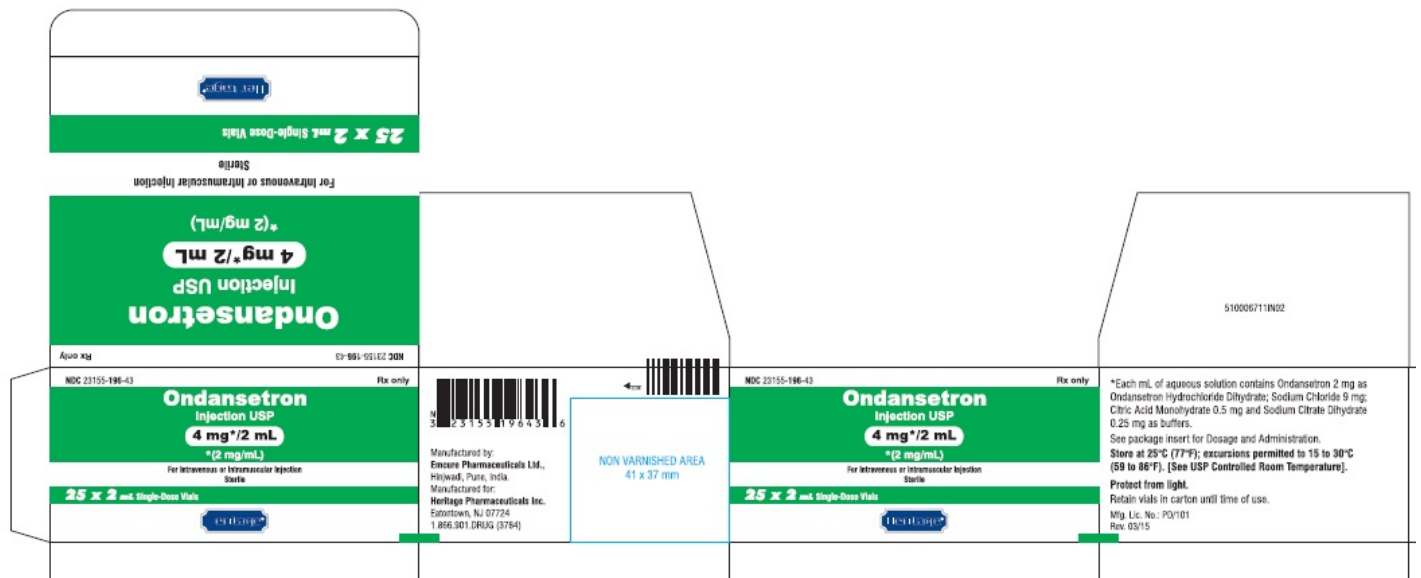 Heritage
25 x 2 mL Single-Dose Vials
Sterile
For Intravenous or Intramuscular Injection
*(2 mg/mL)
4 mg*/2 mL
Injection USP
Ondansetron
Rx only
NDC 23155-196-43
NDC 23155-196-43
Rx only
Ondansetron
Injection USP
4 mg*/2 mL
*(2 mg/mL)
For Intravenous or Intramuscular Injection
Sterile
25 x 2 mL Single-Dose Vials
Heritage
N
3 23155 19643 6
Manufactured by:
Emcure Pharmaceuticals Ltd.,
Hinjwadi, Pune, India.
Manufactured for:
Heritage Pharmaceuticals Inc.
Eatontown, NJ 07724
1.866.901.DRUG (3784)
NON VARNISHED AREA
41 x 37 mm
NDC 23155-196-43
Rx only
Ondansetron
Injection USP
4 mg*/2 mL
*(2 mg/mL)
For Intravenous or Intramuscular Injection
Sterile
25 x 2 mL Single-Dose Vials
Heritage
510006711IN02
*Each mL of aqueous solution contains Ondansetron 2 mg as
Ondansetron Hydrochloride Dihydrate; Sodium Chloride 9 mg;
Citric Acid Monohydrate 0.5 mg and Sodium Citrate Dihydrate
0.25 mg as buffers.
See package insert for Dosage and Administration.
Store at 25°C (77°F); excursions permitted to 15 to 30°C
(59 to 86°F). [See USP Controlled Room Temperature].
Protect from light.
Retain vials in carton until time of use.
Mfg. Lic. No.: PD/101
Rev. 03/15